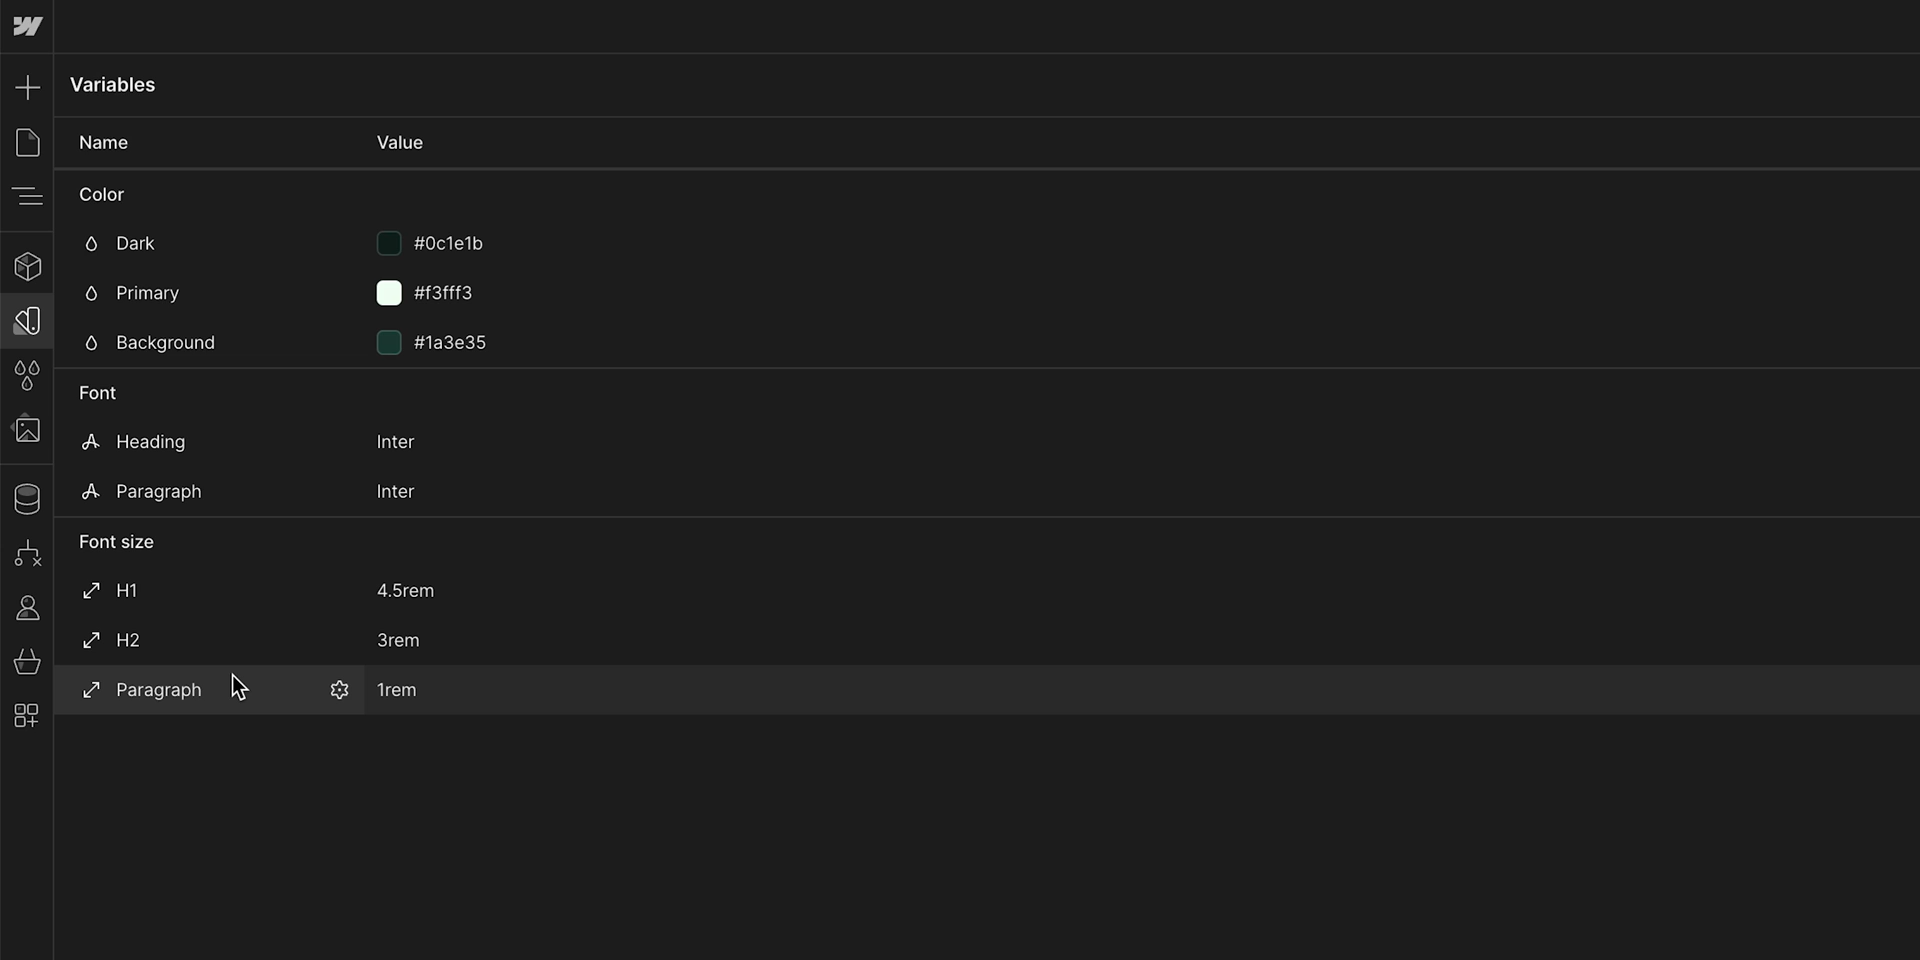 Variables
Name Value
Color
Dark #0c1e1b
Primary #f3fff3
Background #1a3e35
Font
Heading Inter
Paragraph Inter
Font size
H1 4.5rem
H2 3rem
Paragraph 1rem